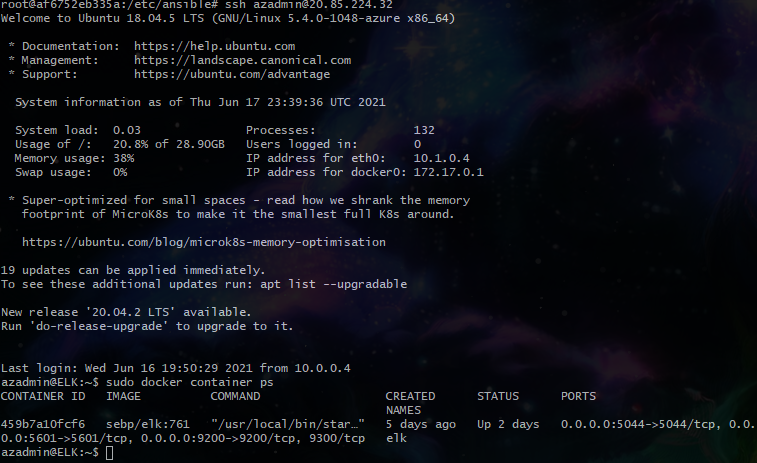 root@af6752eb335a:/etc/ansible# ssh azadmin@20.85.224.32
Welcome to Ubuntu 18.04.5 LTS (GNU/Linux 5.4.0-1048-azure x86_64)
* Documentation: https://help.ubuntu.com
* Management: https://landscape.canonical.com
* Support: https://ubuntu.com/advantage
System information as of Thu Jun 17 23:39:36 UTC 2021
System load: 0.03 Processes: 132
Usage of /: 20.8% of 28.90GB Users logged in: 0
Memory usage: 38% IP address for eth0: 10.1.0.4
Swap usage: 0% IP address for docker0: 172.17.0.1
* Super-optimized for small spaces - read how we shrank the memory
footprint of MicroK8s to make it the smallest full K8s around.
https://ubuntu.com/blog/microk8s-memory-optimisation
19 updates can be applied immediately.
To see these additional updates run: apt list --upgradable
New release '20.04.2 LTS' available.
Run 'do-release-upgrade' to upgrade to it.
Last login: Wed Jun 16 19:50:29 2021 from 10.0.0.4
azadmin@ELK:~$ sudo docker container ps
CONTAINER ID IMAGE COMMAND CREATED STATUS PORTS
NAMES
459b7a10fcf6 sebp/elk:761 "/usr/local/bin/star…" 5 days ago Up 2 days 0.0.0.0:5044->5044/tcp, 0.0.
0.0:5601->5601/tcp, 0.0.0.0:9200->9200/tcp, 9300/tcp elk
azadmin@ELK:~$